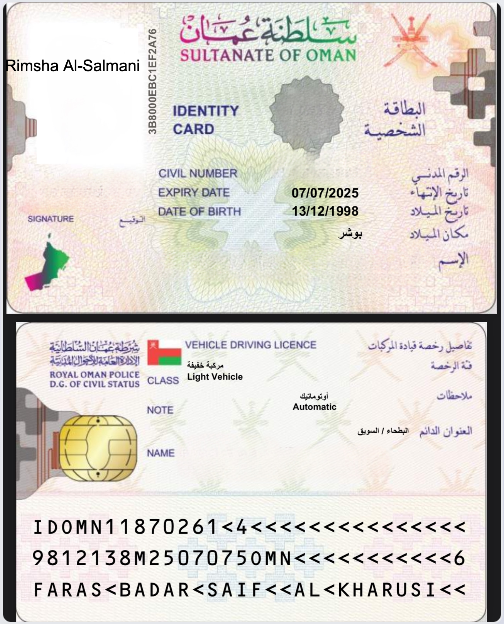 سلطنة عمان
SULTANATE OF OMAN
Rimsha Al-Salmani
3B8000EBC1EF2A76
IDENTITY
CARD
البطاقة
الشخصية
CIVIL NUMBER
الرقم المدني
EXPIRY DATE
07/07/2025
تاريخ الإنتهاء
DATE OF BIRTH
13/12/1998
تاريخ الميلاد
بوشر
مكان الميلاد
SIGNATURE
التوقيع
الإسم
شرطة عمان السلطانية
الإدارة العامة للأحوال المدنية
ROYAL OMAN POLICE
D.G. OF CIVIL STATUS
VEHICLE DRIVING LICENCE
تفاصيل رخصة قيادة المركبات
CLASS
مركبة خفيفة
Light Vehicle
فئة الرخصة
NOTE
أوتوماتيك
Automatic
ملاحظات
البطحاء / السويق
العنوان الدائم
NAME
IDOMN11870261<4<<<<<<<<<<<<<<<
9812138M2507075OMN<<<<<<<<<<<6
FARAS<BADAR<SAIF<<AL<KHARUSI<<